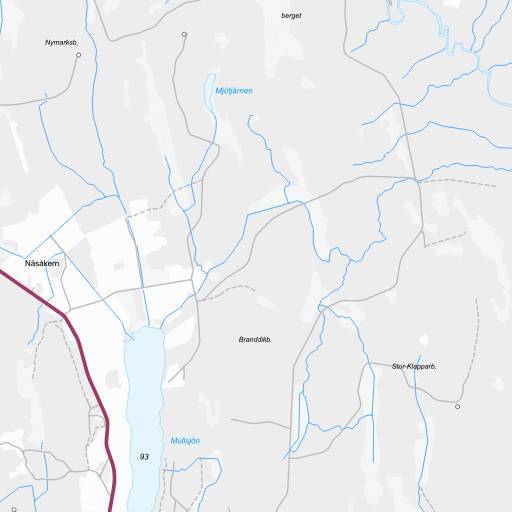 berget
Nymarksb.
Mjötjärnen
Näsåkern
Branddikb.
Stor-Klapparb.
Mullsjön
93